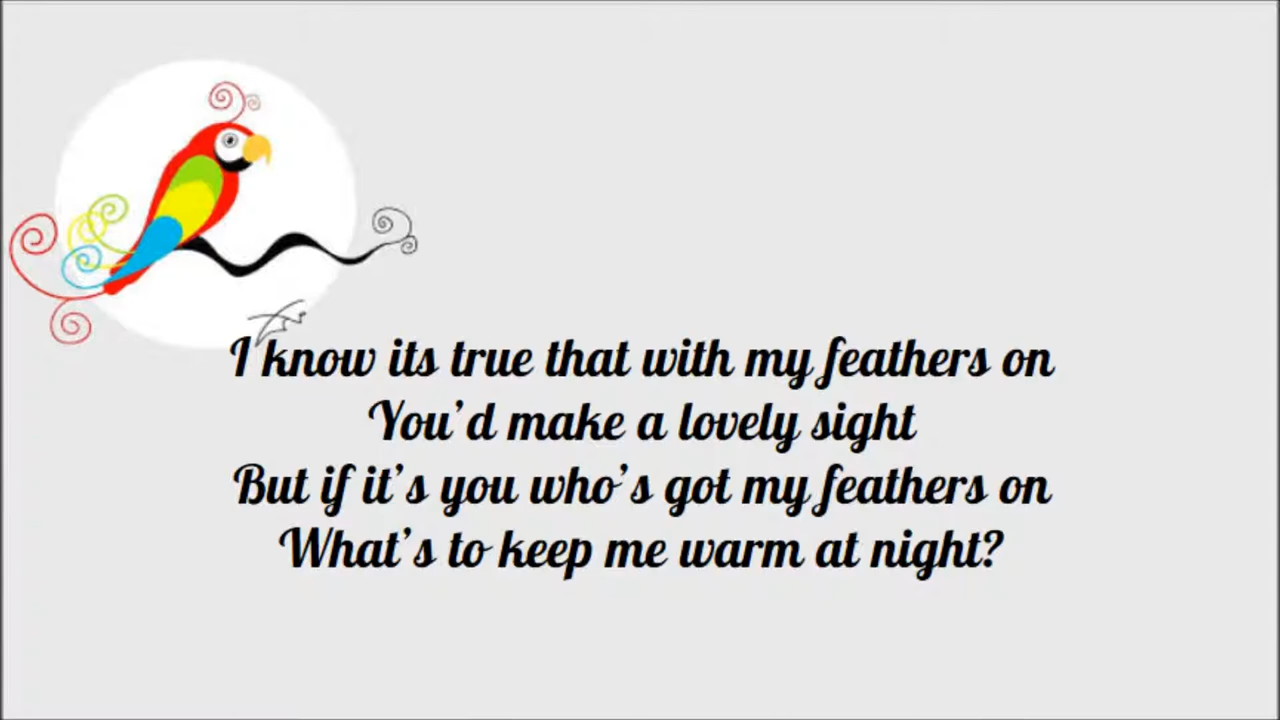 I know its true that with my feathers on
You’d make a lovely sight
But if it’s you who’s got my feathers on
What’s to keep me warm at night?